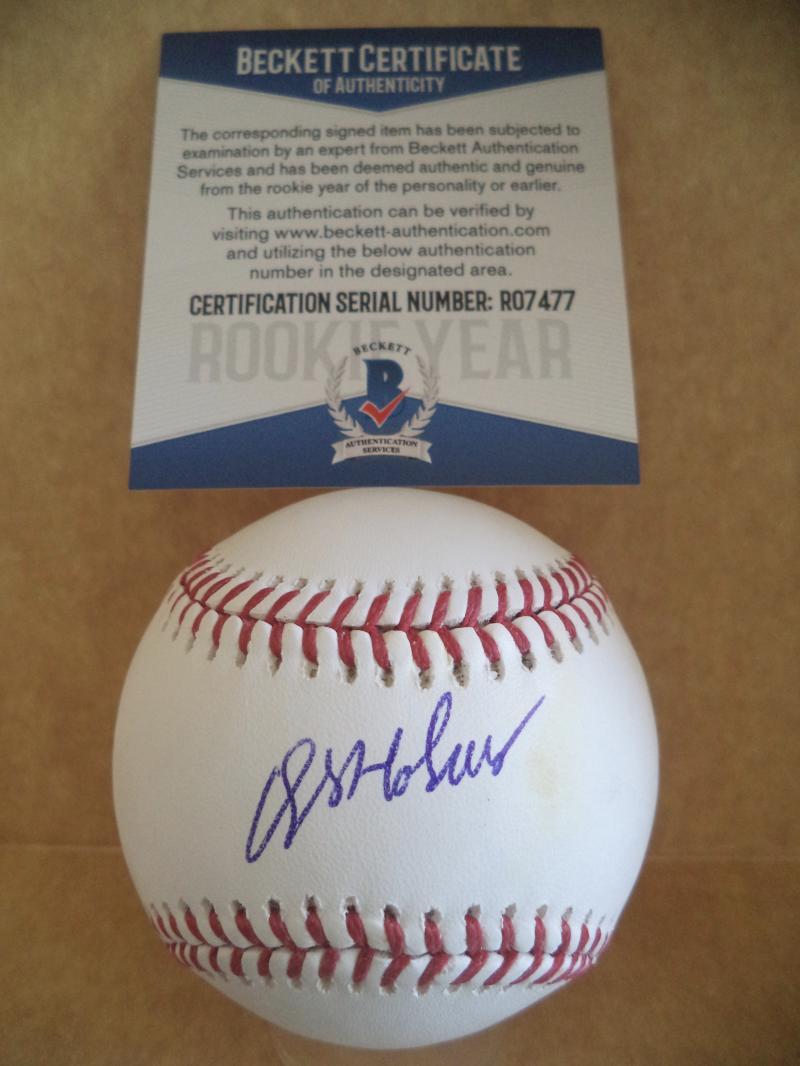 BECKETT CERTIFICATE
OF AUTHENTICITY
The corresponding signed item has been subjected to
examination by an expert from Beckett Authentication
Services and has been deemed authentic and genuine
from the rookie year of the personality or earlier.
This authentication can be verified by
visiting www.beckett-authentication.com
and utilizing the below authentication
number in the designated area.
CERTIFICATION SERIAL NUMBER: R07477
ROOKIE YEAR
BECKETT
B
AUTHENTICATION
SERVICES